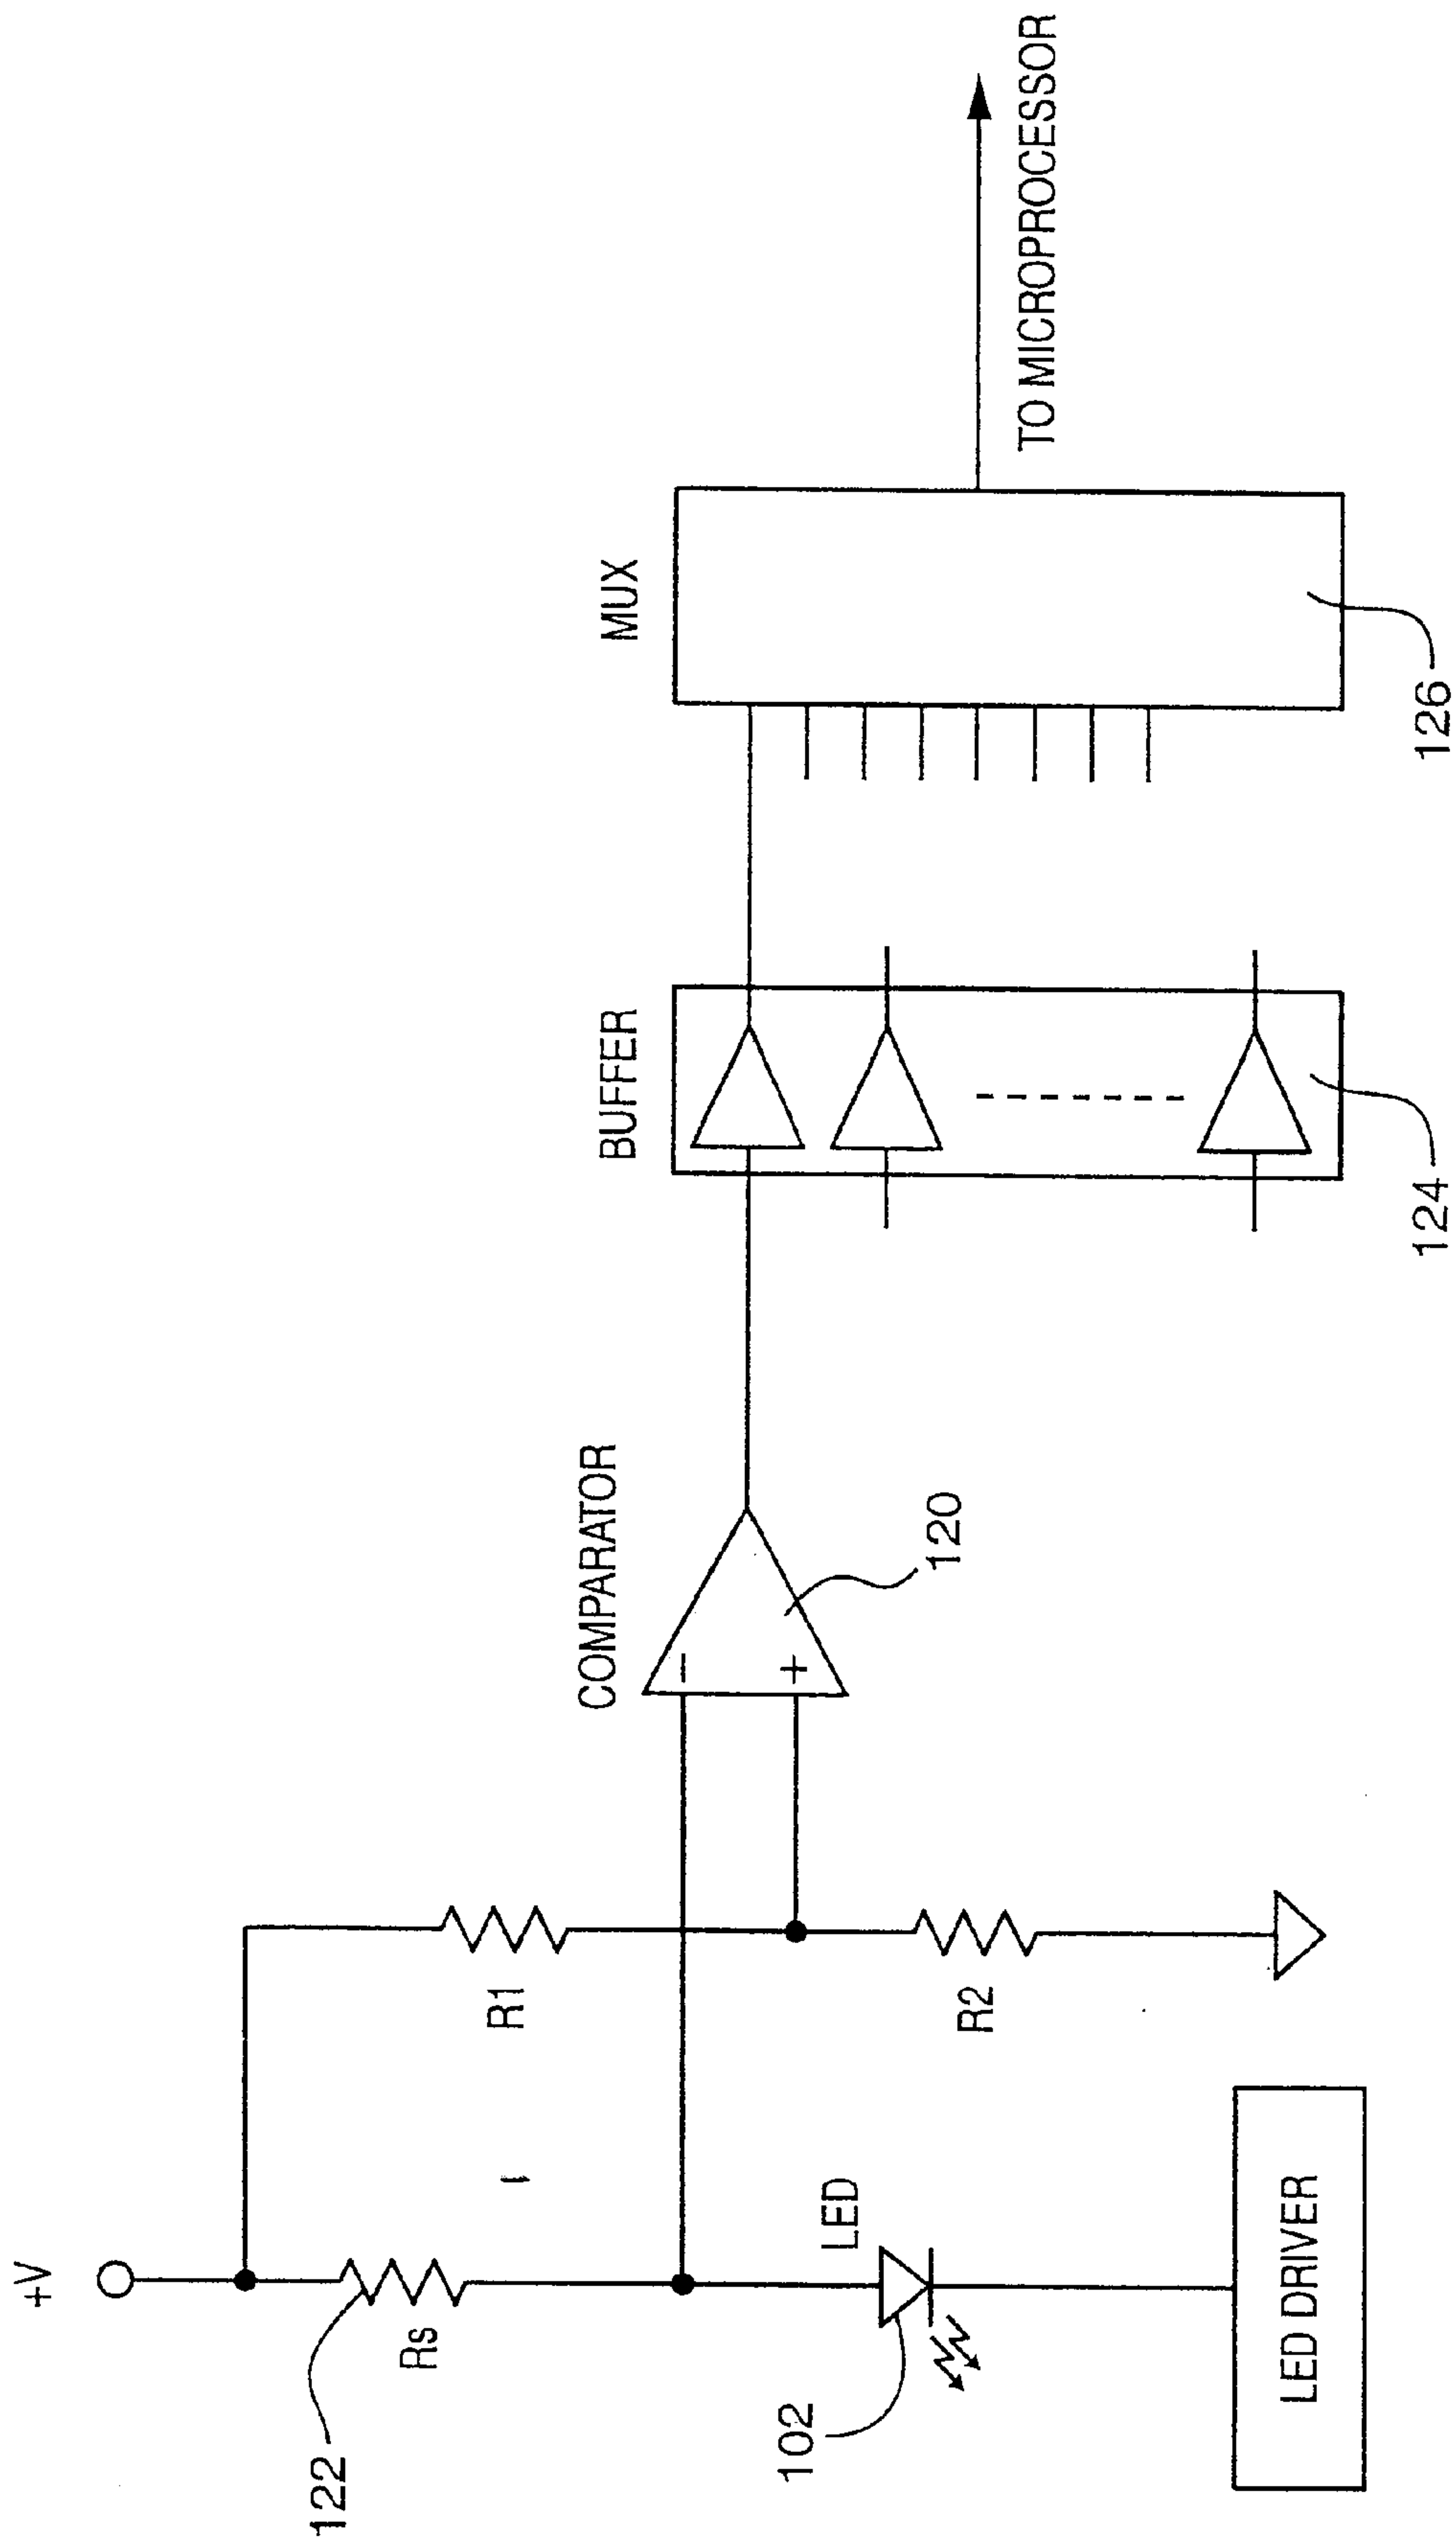 +V
122
Rs
R1
COMPARATOR
−
+
120
BUFFER
MUX
TO MICROPROCESSOR
LED
102
R2
LED DRIVER
124
126